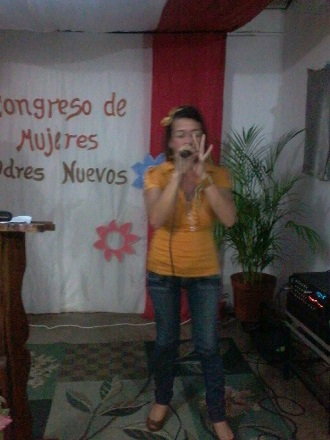 Congreso de
Mujeres
Odres Nuevos